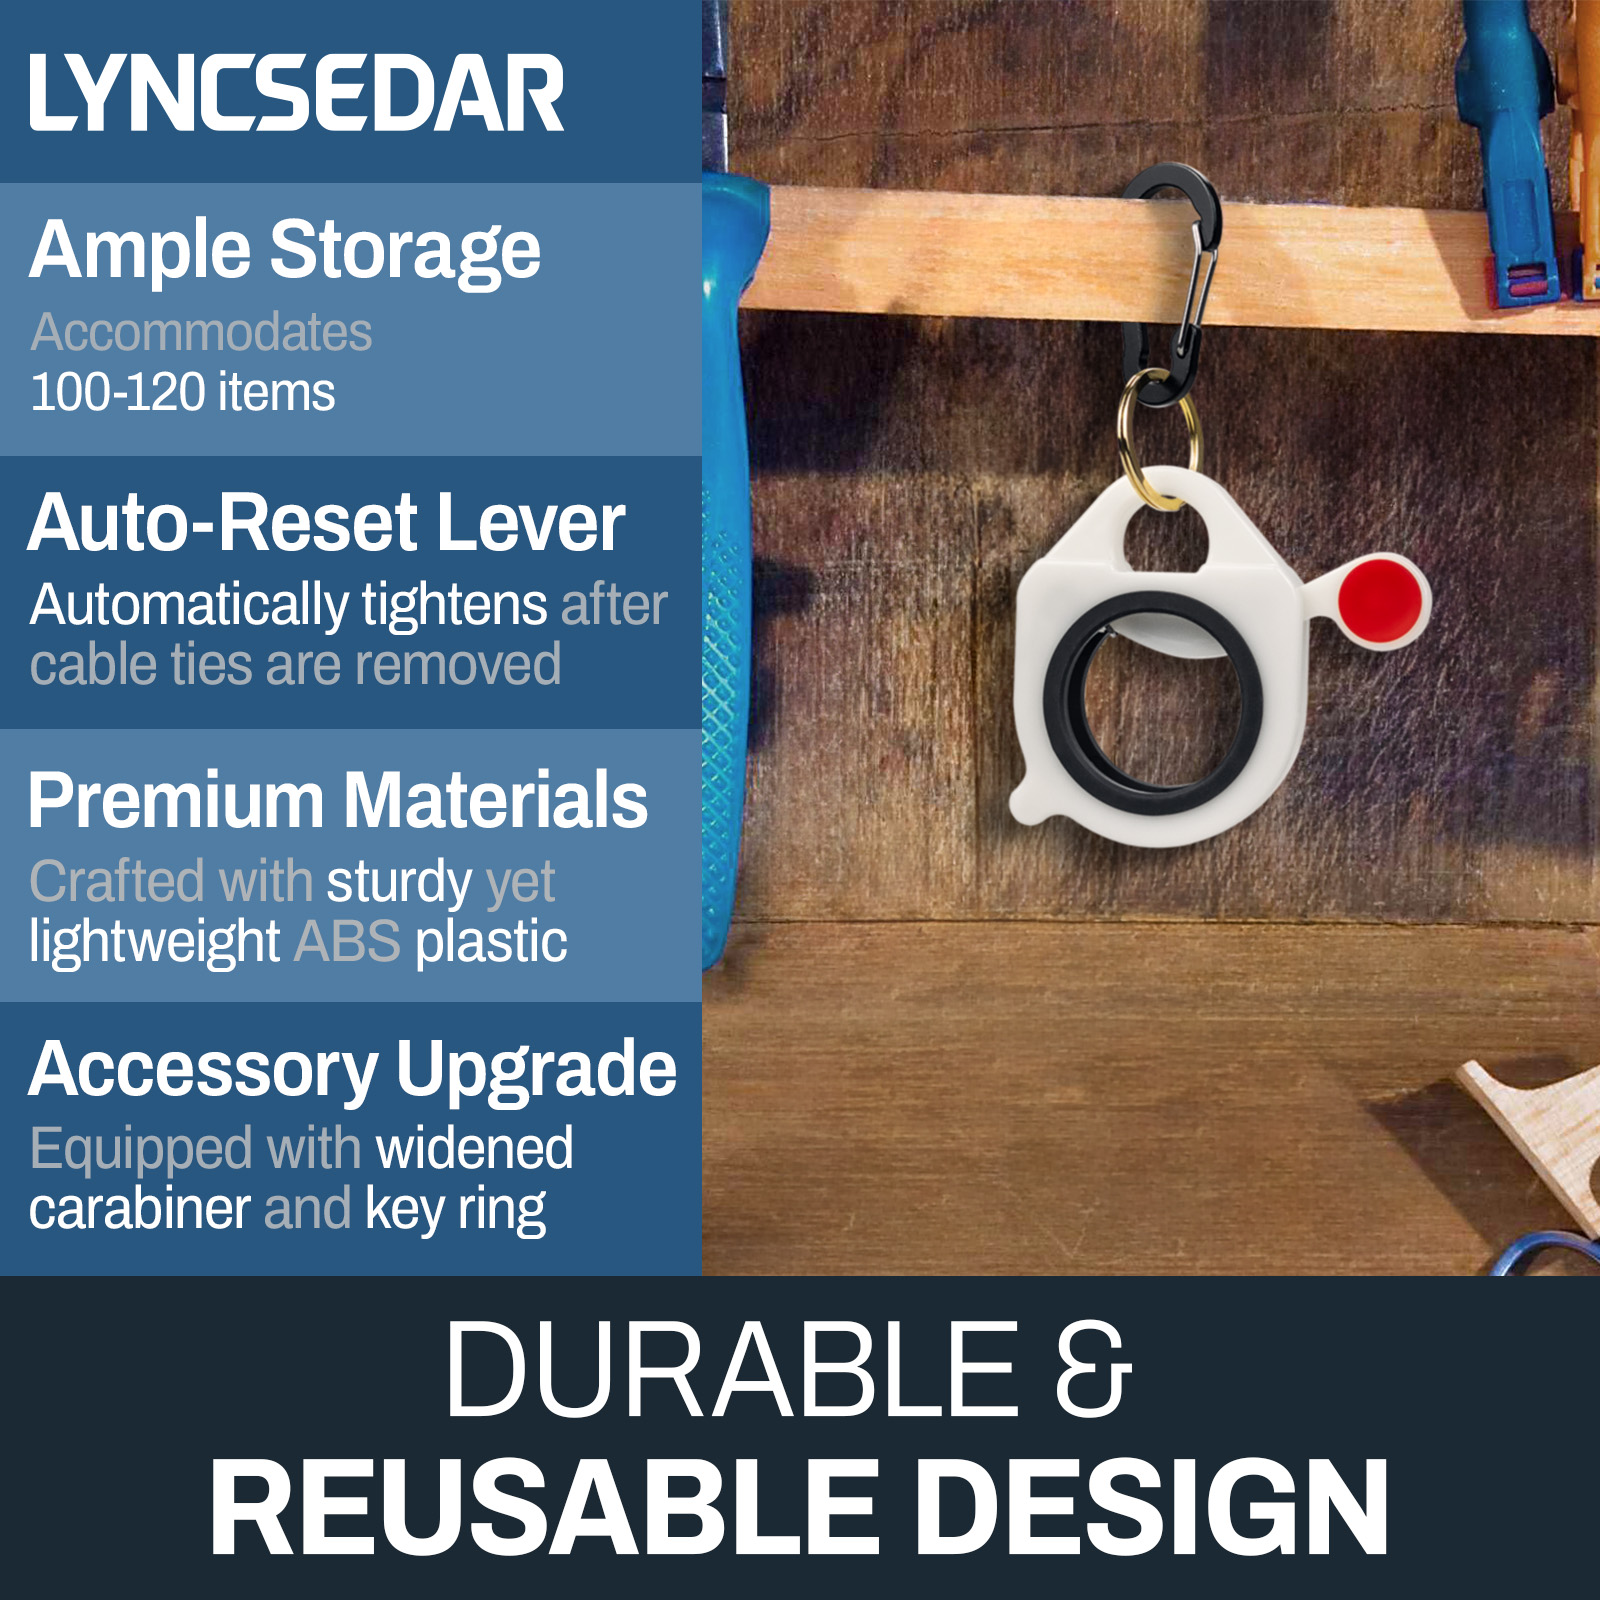 LYNCSEDAR
Ample Storage
Accommodates
100-120 items
Auto-Reset Lever
Automatically tightens after
cable ties are removed
Premium Materials
Crafted with sturdy yet
lightweight ABS plastic
Accessory Upgrade
Equipped with widened
carabiner and key ring
DURABLE &
REUSABLE DESIGN